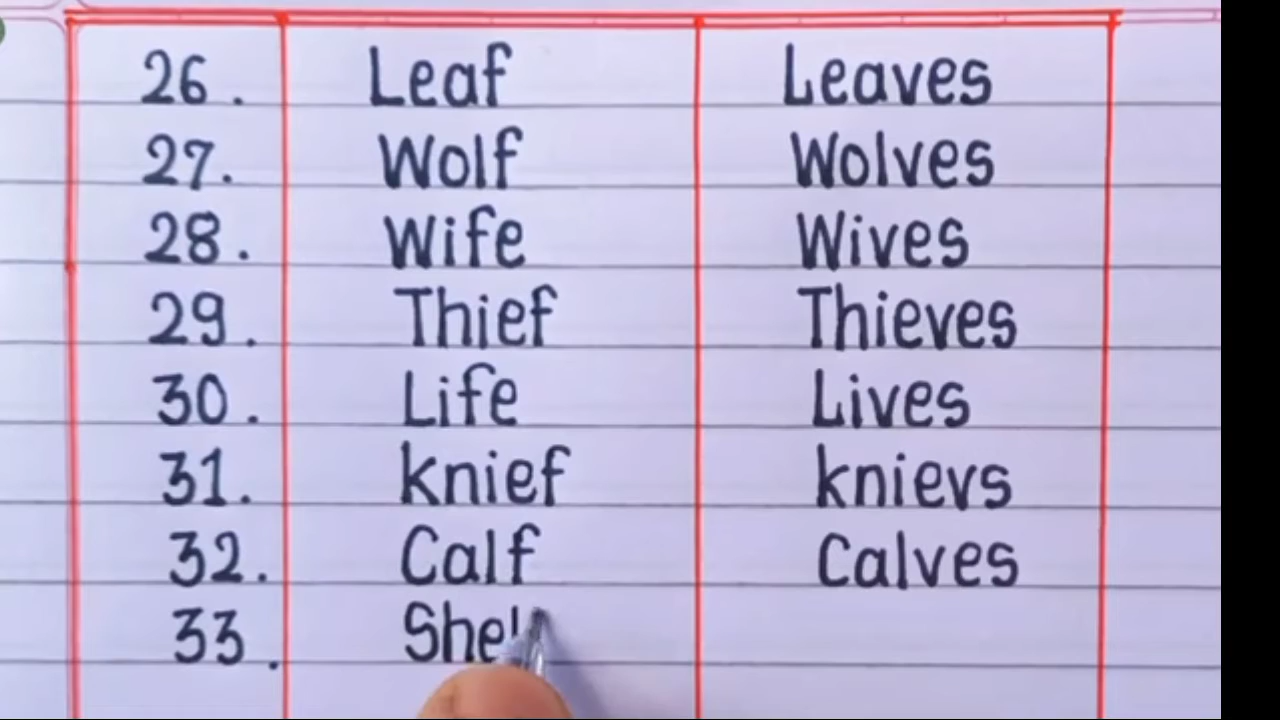 26. Leaf Leaves
27. Wolf Wolves
28. Wife Wives
29. Thief Thieves
30. Life Lives
31. knief knievs
32. Calf Calves
33.